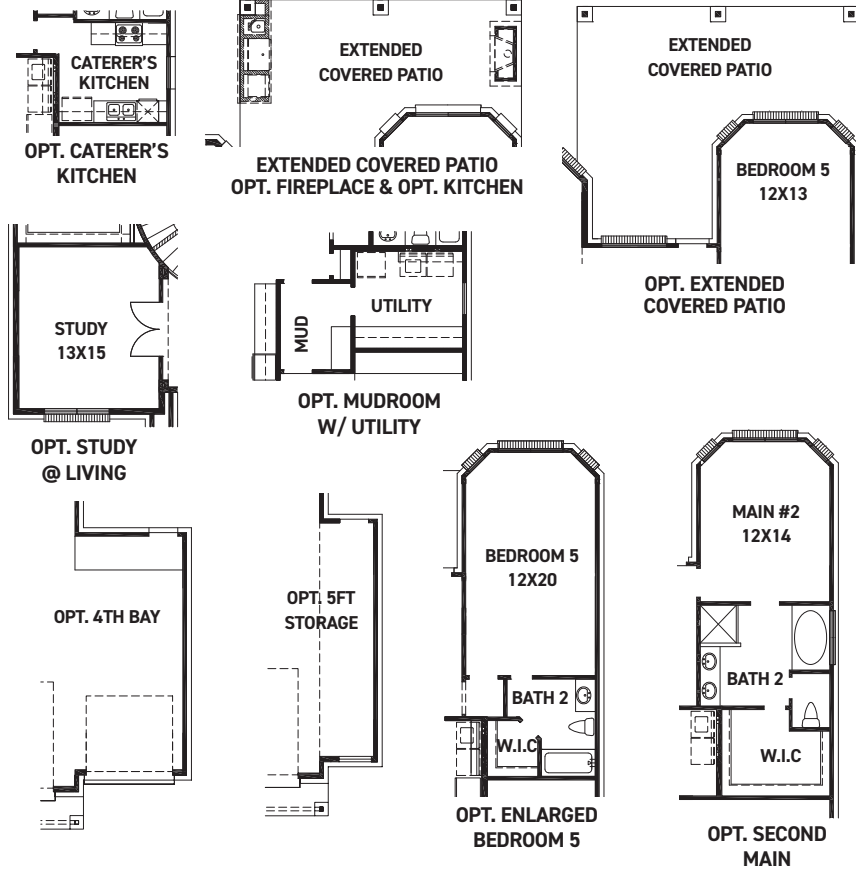 CATERER'S
KITCHEN
OPT. CATERER'S
KITCHEN
EXTENDED
COVERED PATIO
EXTENDED COVERED PATIO
OPT. FIREPLACE & OPT. KITCHEN
EXTENDED
COVERED PATIO
BEDROOM 5
12X13
OPT. EXTENDED
COVERED PATIO
STUDY
13X15
OPT. STUDY
@ LIVING
MUD
UTILITY
OPT. MUDROOM
W/ UTILITY
OPT. 4TH BAY
OPT. 5FT
STORAGE
BEDROOM 5
12X20
BATH 2
W.I.C
OPT. ENLARGED
BEDROOM 5
MAIN #2
12X14
BATH 2
W.I.C
OPT. SECOND
MAIN